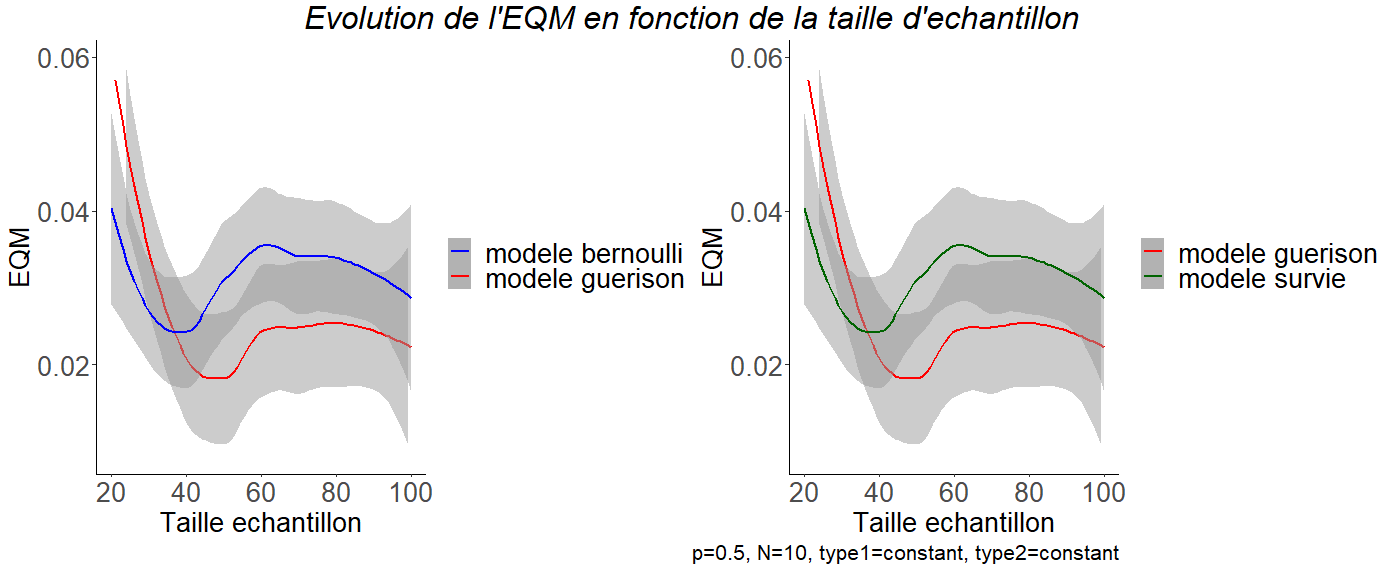 Evolution de l'EQM en fonction de la taille d'echantillon
0.06
0.04
0.02
EQM
20 40 60 80 100
Taille echantillon
modele bernoulli
modele guerison
0.06
0.04
0.02
EQM
20 40 60 80 100
Taille echantillon
modele guerison
modele survie
p=0.5, N=10, type1=constant, type2=constant